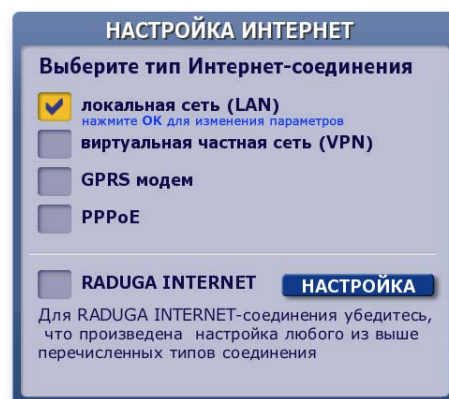 НАСТРОЙКА ИНТЕРНЕТ
Выберите тип Интернет-соединения
локальная сеть (LAN)
нажмите OK для изменения параметров
виртуальная частная сеть (VPN)
GPRS модем
PPPoE
RADUGA INTERNET НАСТРОЙКА
Для RADUGA INTERNET-соединения убедитесь,
что произведена настройка любого из выше
перечисленных типов соединения